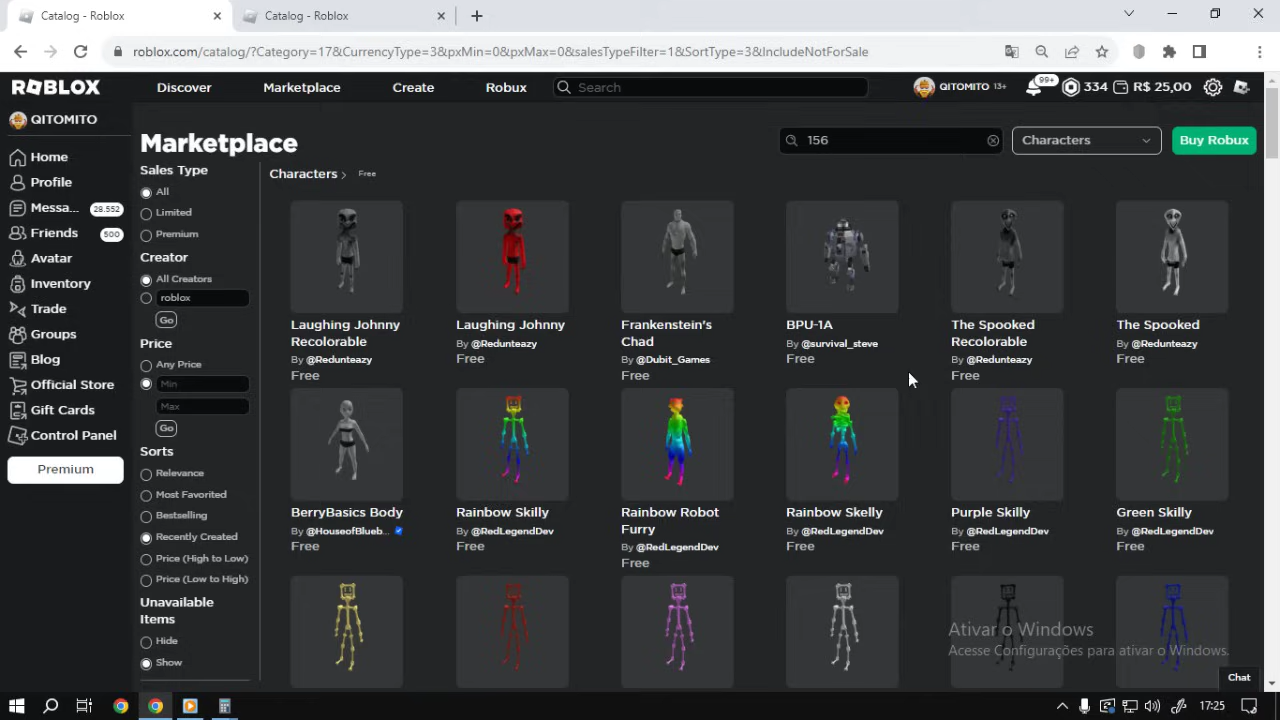 Catalog - Roblox
Catalog - Roblox
roblox.com/catalog/?Category=17&CurrencyType=3&pxMin=0&pxMax=0&salesTypeFilter=1&SortType=3&IncludeNotForSale
ROBLOX
Discover
Marketplace
Create
Robux
Search
QITOMITO 13+
99+
334
R$ 25,00
QITOMITO
Home
Profile
Messa... 28.552
Friends 500
Avatar
Inventory
Trade
Groups
Blog
Official Store
Gift Cards
Control Panel
Premium
Marketplace
156
Characters
Buy Robux
Sales Type
All
Limited
Premium
Creator
All Creators
roblox
Go
Price
Any Price
Min
Max
Go
Sorts
Relevance
Most Favorited
Bestselling
Recently Created
Price (High to Low)
Price (Low to High)
Unavailable
Items
Hide
Show
Characters > Free
Laughing Johnny
Recolorable
By @Redunteazy
Free
Laughing Johnny
By @Redunteazy
Free
Frankenstein's
Chad
By @Dubit_Games
Free
BPU-1A
By @survival_steve
Free
The Spooked
Recolorable
By @Redunteazy
Free
The Spooked
By @Redunteazy
Free
BerryBasics Body
By @HouseofBlueb...
Free
Rainbow Skilly
By @RedLegendDev
Free
Rainbow Robot
Furry
By @RedLegendDev
Free
Rainbow Skelly
By @RedLegendDev
Free
Purple Skilly
By @RedLegendDev
Free
Green Skilly
By @RedLegendDev
Free
Ativar o Windows
Acesse Configurações para ativar o Windows.
Chat
17:25